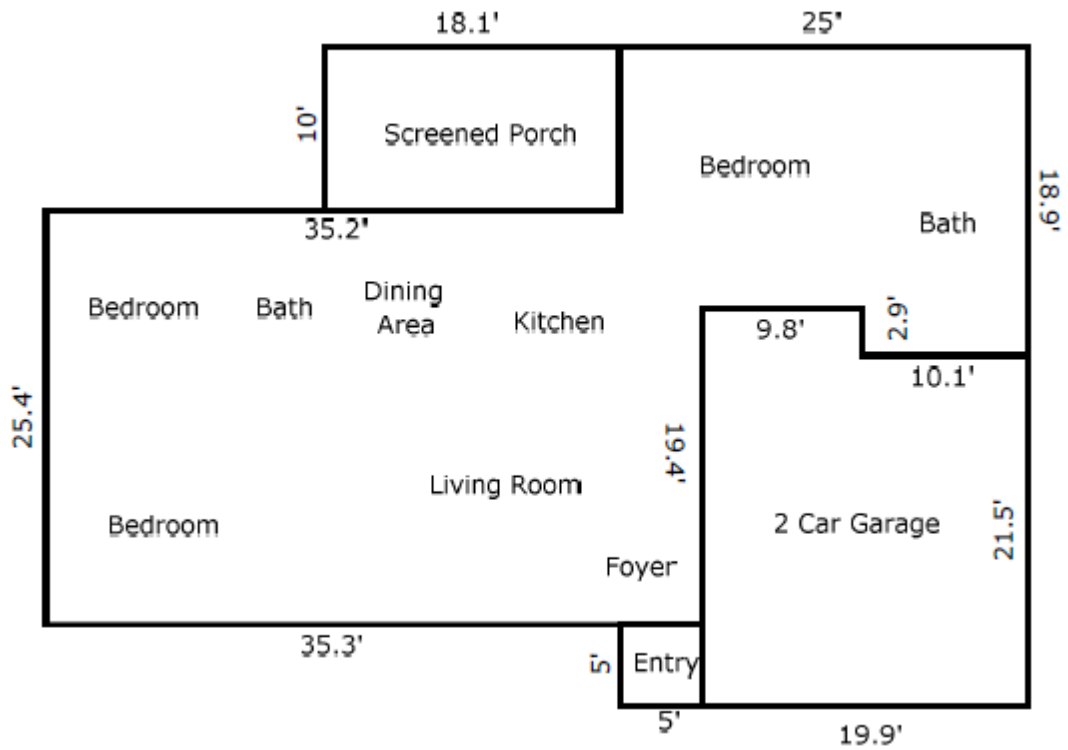 18.1'
25'
10'
Screened Porch
Bedroom
18.9'
Bath
35.2'
Bedroom
Bath
Dining
Area
Kitchen
2.9'
9.8'
10.1'
25.4'
19.4'
Living Room
Bedroom
2 Car Garage
21.5'
Foyer
35.3'
5'
Entry
5'
19.9'